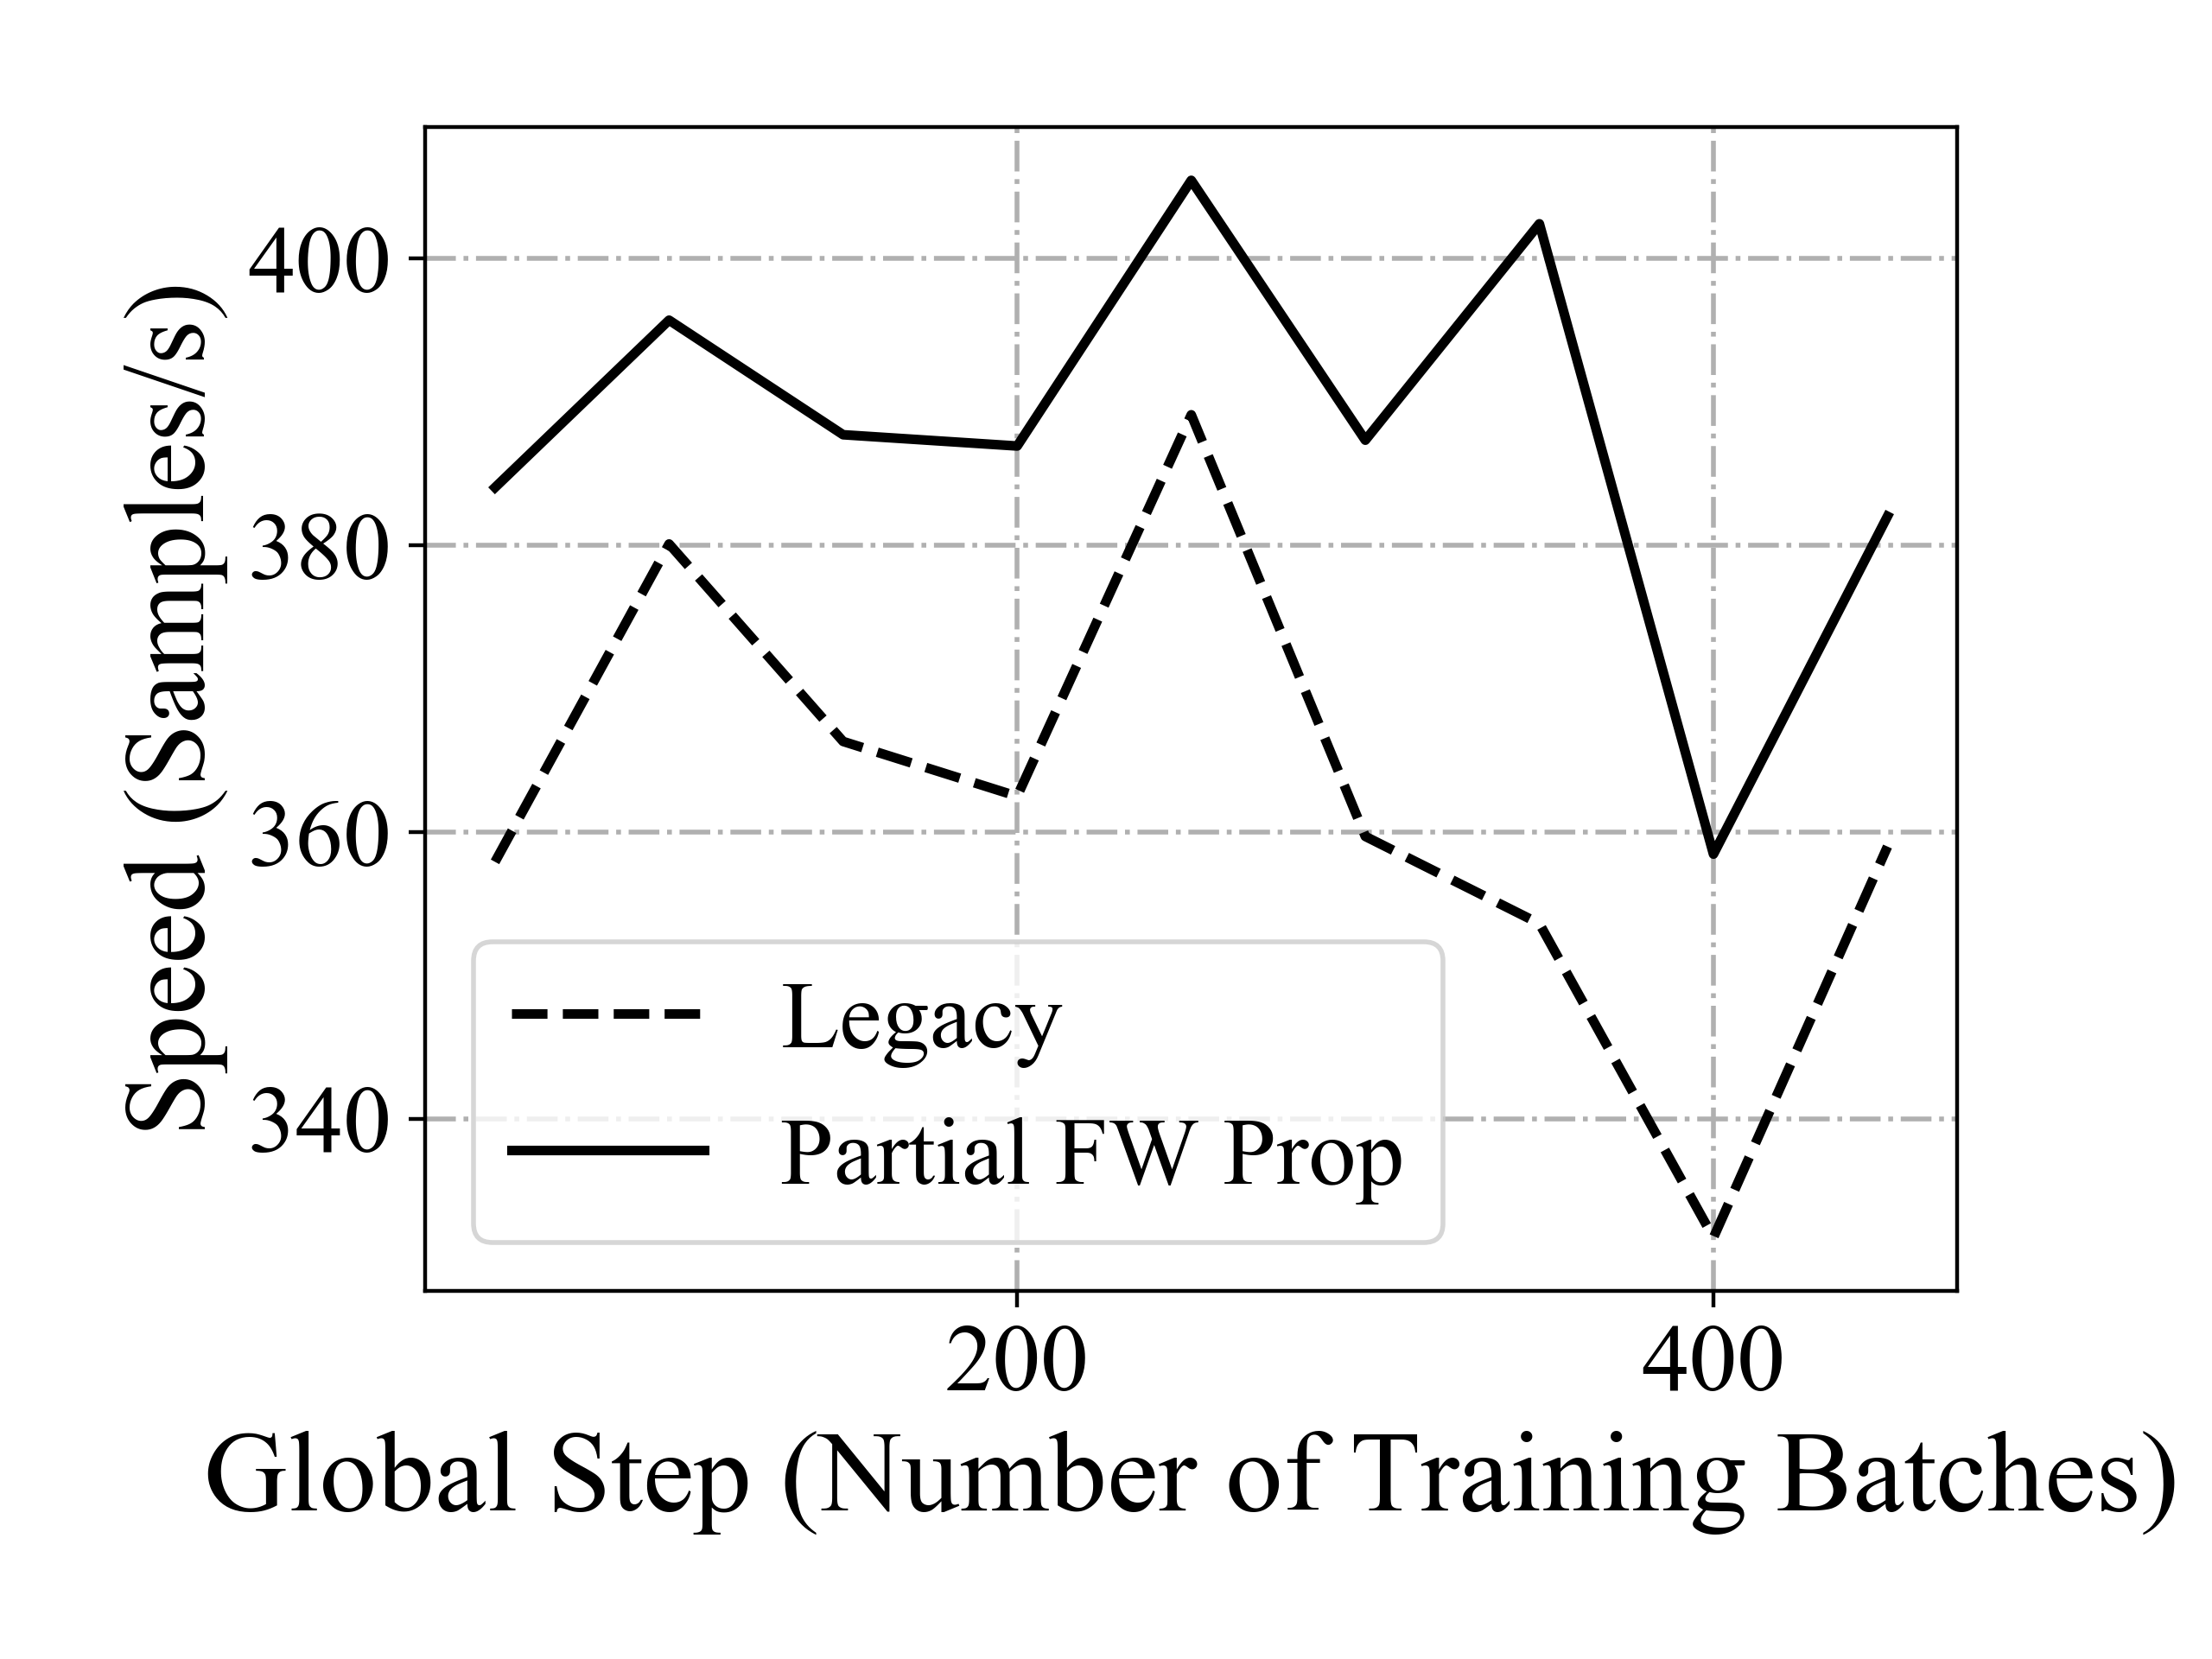 400
380
360
340
Speed (Samples/s)
Legacy
Partial FW Prop
200 400
Global Step (Number of Training Batches)